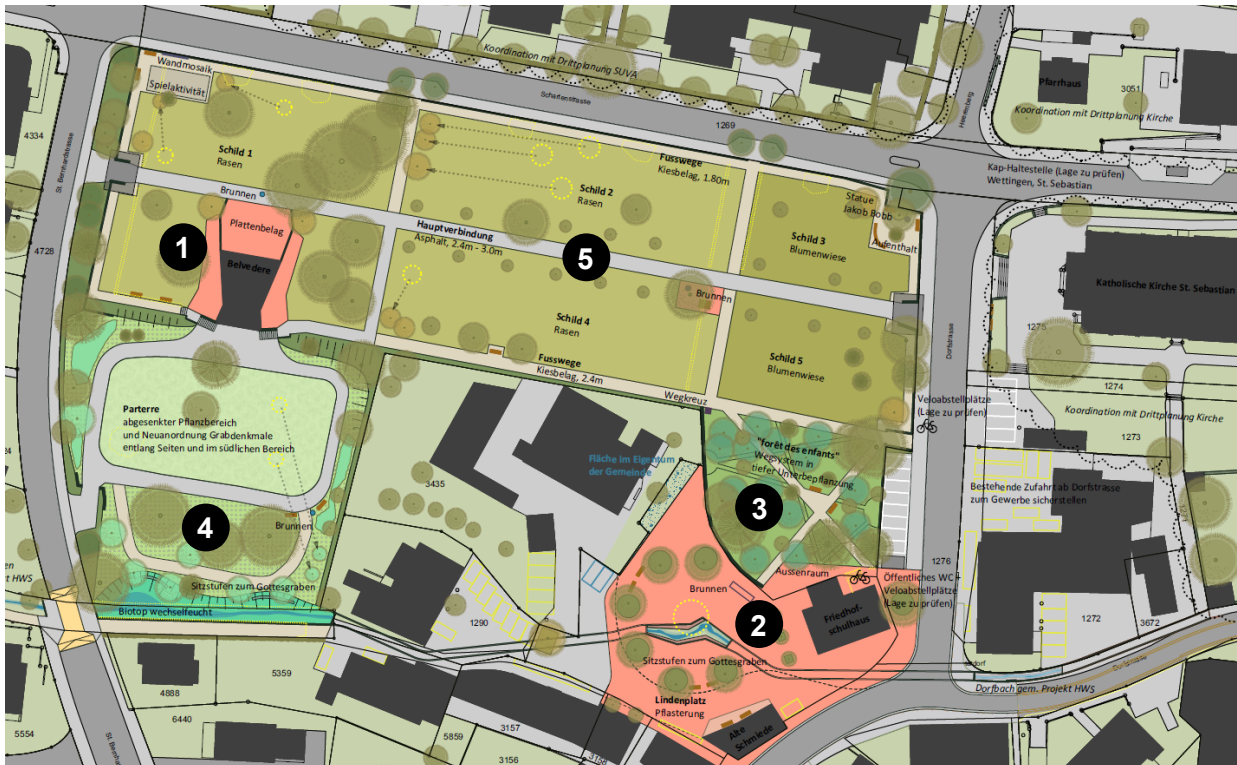 Koordination mit Drittplanung SUVA
Scharfenstrasse
1269
Pfarrhaus
3051
Koordination mit Drittplanung Kirche
4334
St. Bernhardstrasse
4728
Wandmosaik
Spielaktivität
Schild 1
Rasen
Brunnen
Plattenbelag
Belvedere
1
Hauptverbindung
Asphalt, 2.4m - 3.0m
Schild 2
Rasen
Fusswege
Kiesbelag, 1.80m
5
Schild 4
Rasen
Fusswege
Kiesbelag, 2.4m
Brunnen
Wegkreuz
Schild 3
Blumenwiese
Schild 5
Blumenwiese
Statue
Jakob Bobb
Aufenthalt
Kap-Haltestelle (Lage zu prüfen)
Wettingen, St. Sebastian
Katholische Kirche St. Sebastian
1275
Dorfstrasse
1274
Koordination mit Drittplanung Kirche
1273
Veloabstellplätze
(Lage zu prüfen)
Bestehende Zufahrt ab Dorfstrasse
zum Gewerbe sicherstellen
1271
1276
Parterre
abgesenkter Pflanzbereich
und Neuanordnung Grabdenkmale
entlang Seiten und im südlichen Bereich
4
Brunnen
Sitzstufen zum Gottesgraben
Biotop wechselfeucht
kt HWS
3435
Fläche im Eigentum
der Gemeinde
"forêt des enfants"
Wegsystem in
tiefer Unterbepflanzung
3
Aussenraum
Brunnen
Öffentliches WC
Veloabstellplätze
(Lage zu prüfen)
2
Friedhof-
schulhaus
Sitzstufen zum Gottesgraben
Lindenplatz
Pflasterung
Alte
Schmiede
1290
1272
3672
Dorfstrasse
Dorfbach gem. Projekt HWS
5359
4888
6440
5554
5859
3157
3156
3158